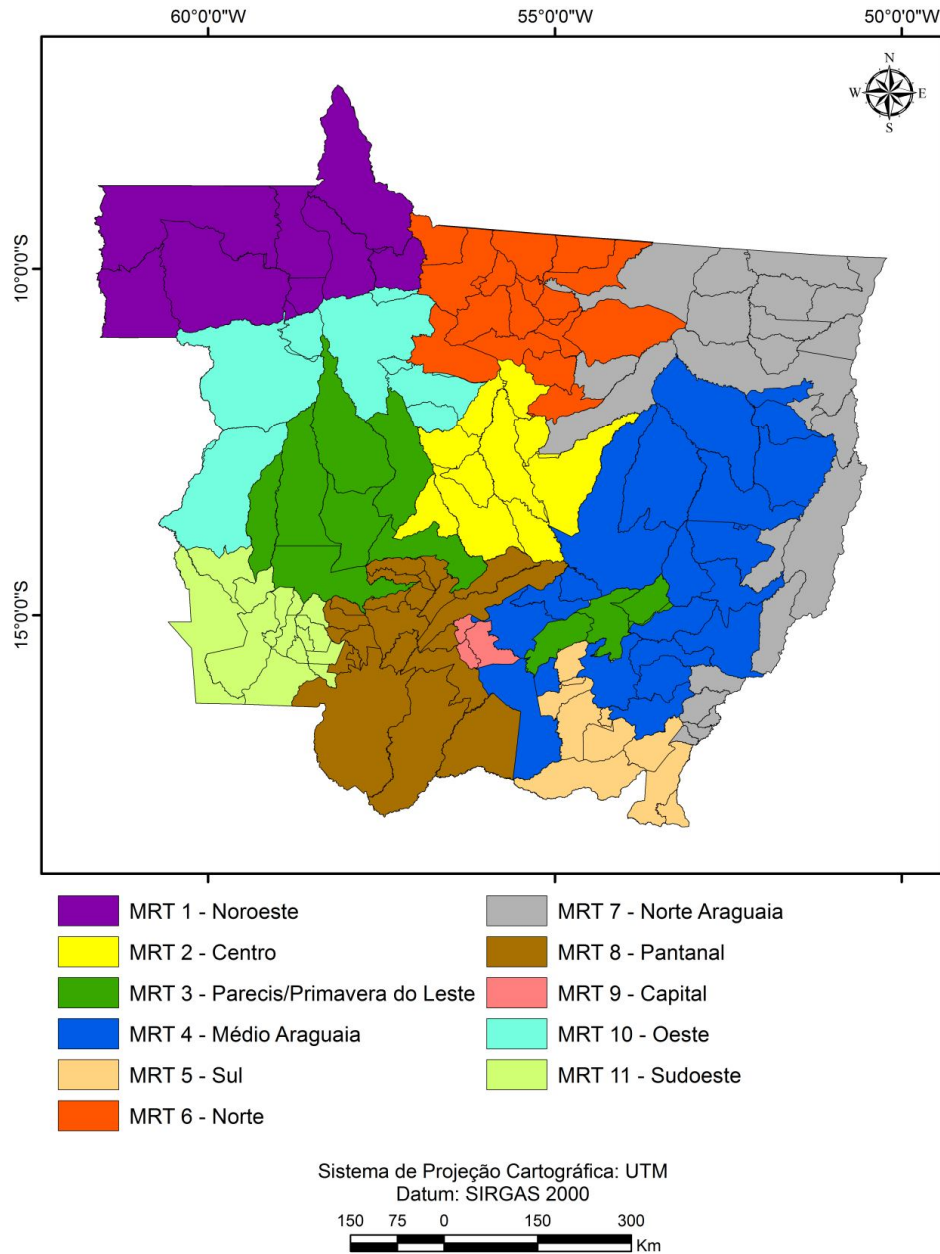 60°0'0"W 55°0'0"W 50°0'0"W
N
W E
S
10°0'0"S
15°0'0"S
MRT 1 - Noroeste
MRT 2 - Centro
MRT 3 - Parecis/Primavera do Leste
MRT 4 - Médio Araguaia
MRT 5 - Sul
MRT 6 - Norte
MRT 7 - Norte Araguaia
MRT 8 - Pantanal
MRT 9 - Capital
MRT 10 - Oeste
MRT 11 - Sudoeste
Sistema de Projeção Cartográfica: UTM
Datum: SIRGAS 2000
150 75 0 150 300
Km